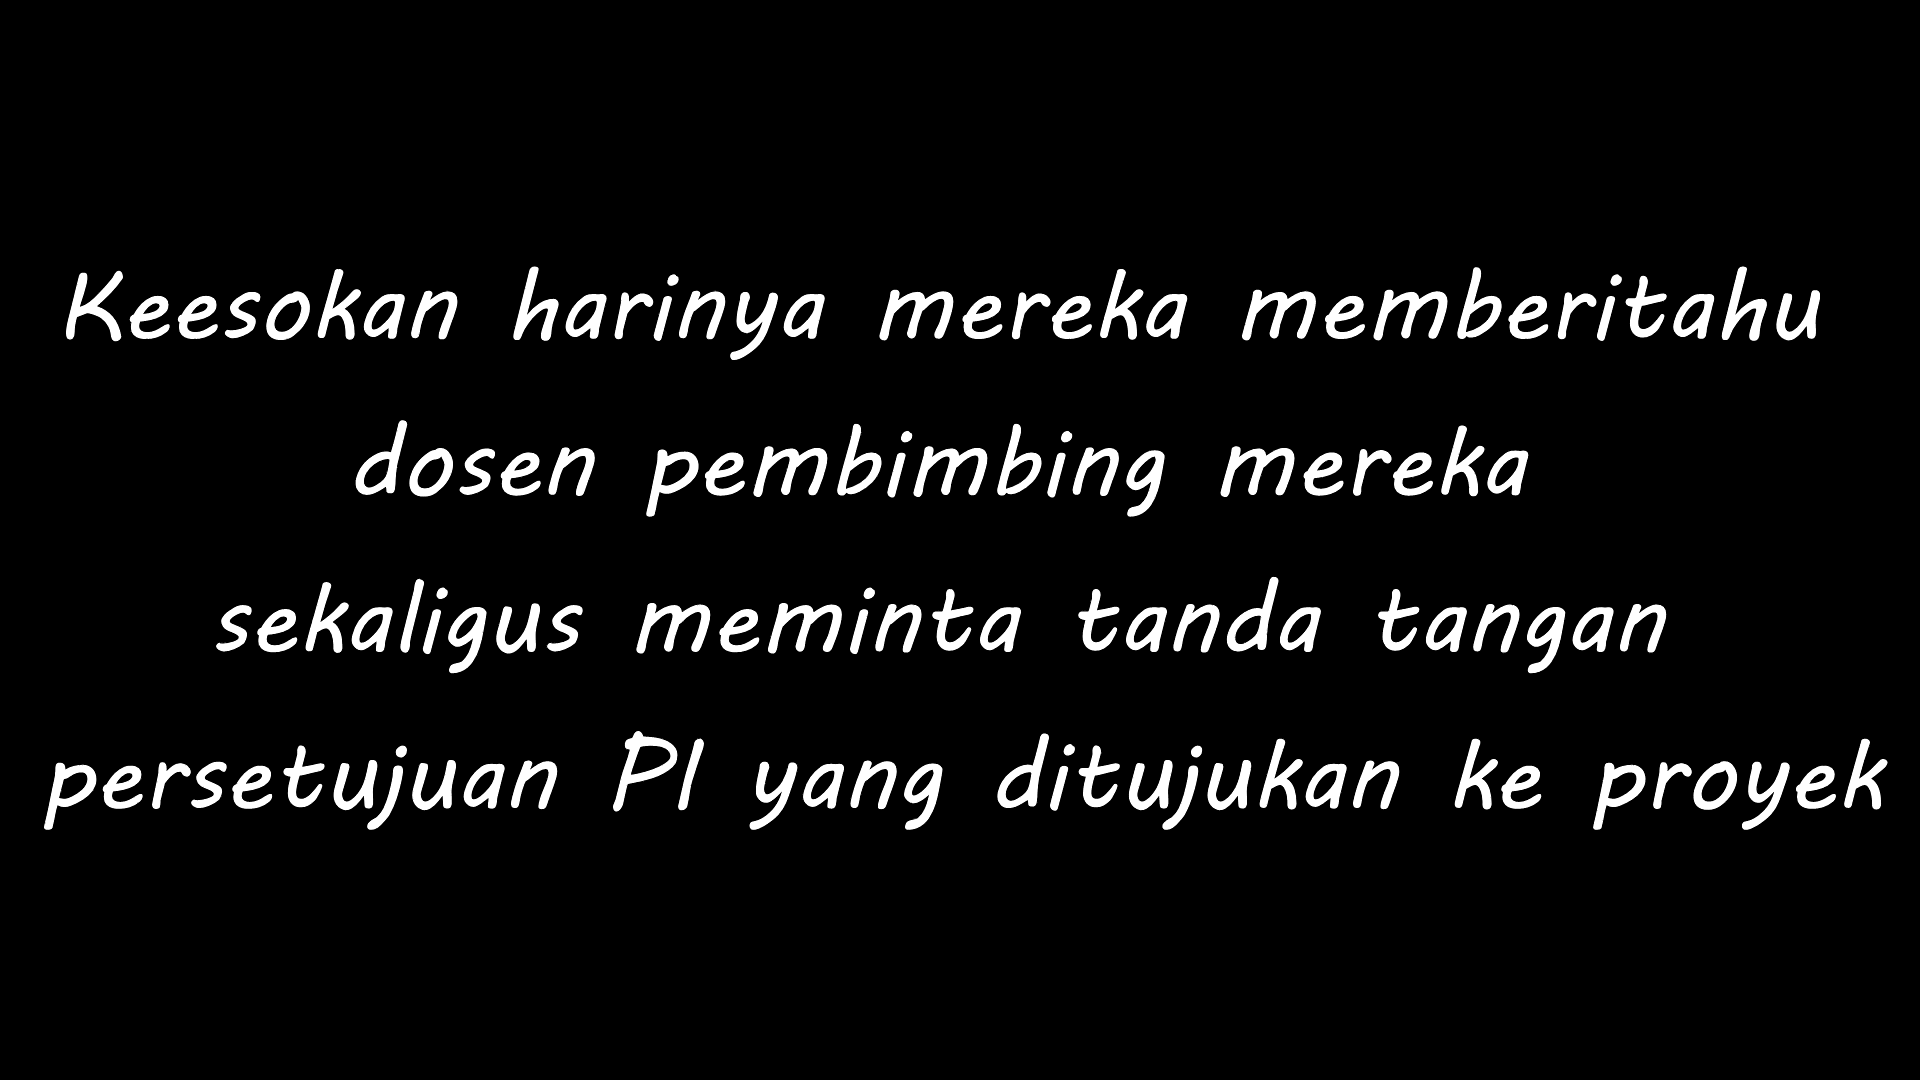 Keesokan harinya mereka memberitahu
dosen pembimbing mereka
sekaligus meminta tanda tangan
persetujuan PI yang ditujukan ke proyek